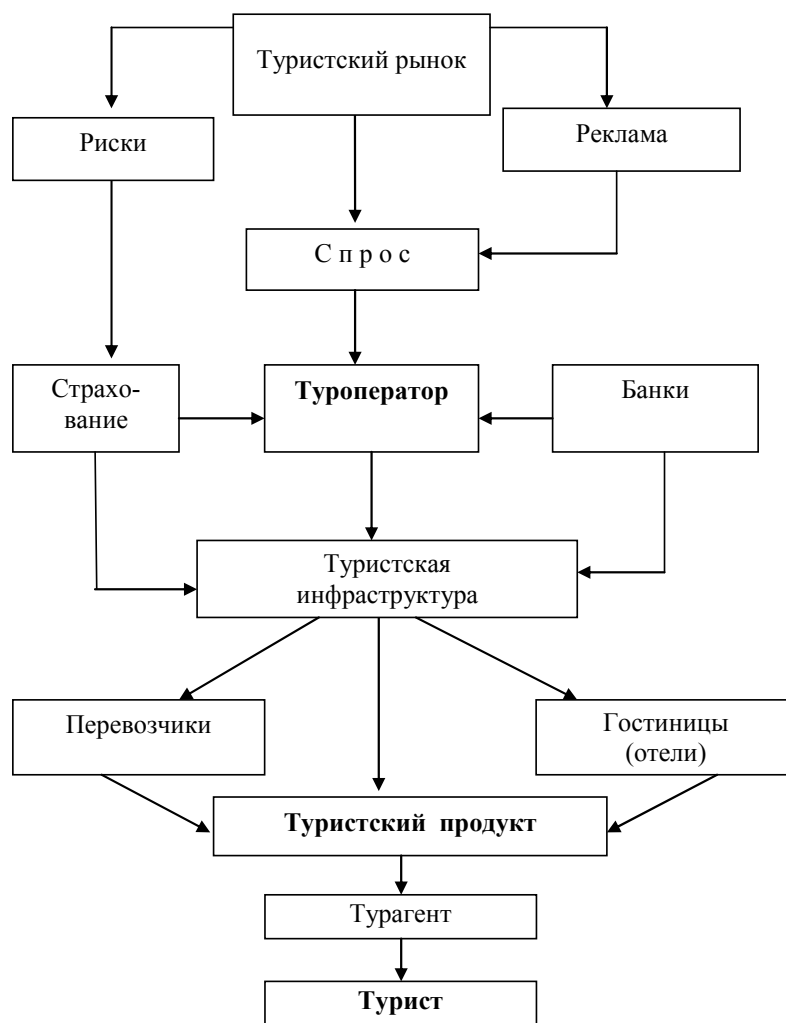 Туристский рынок
Риски
Реклама
С п р о с
Страхо-
вание
Туроператор
Банки
Туристская
инфраструктура
Перевозчики
Гостиницы
(отели)
Туристский продукт
Турагент
Турист